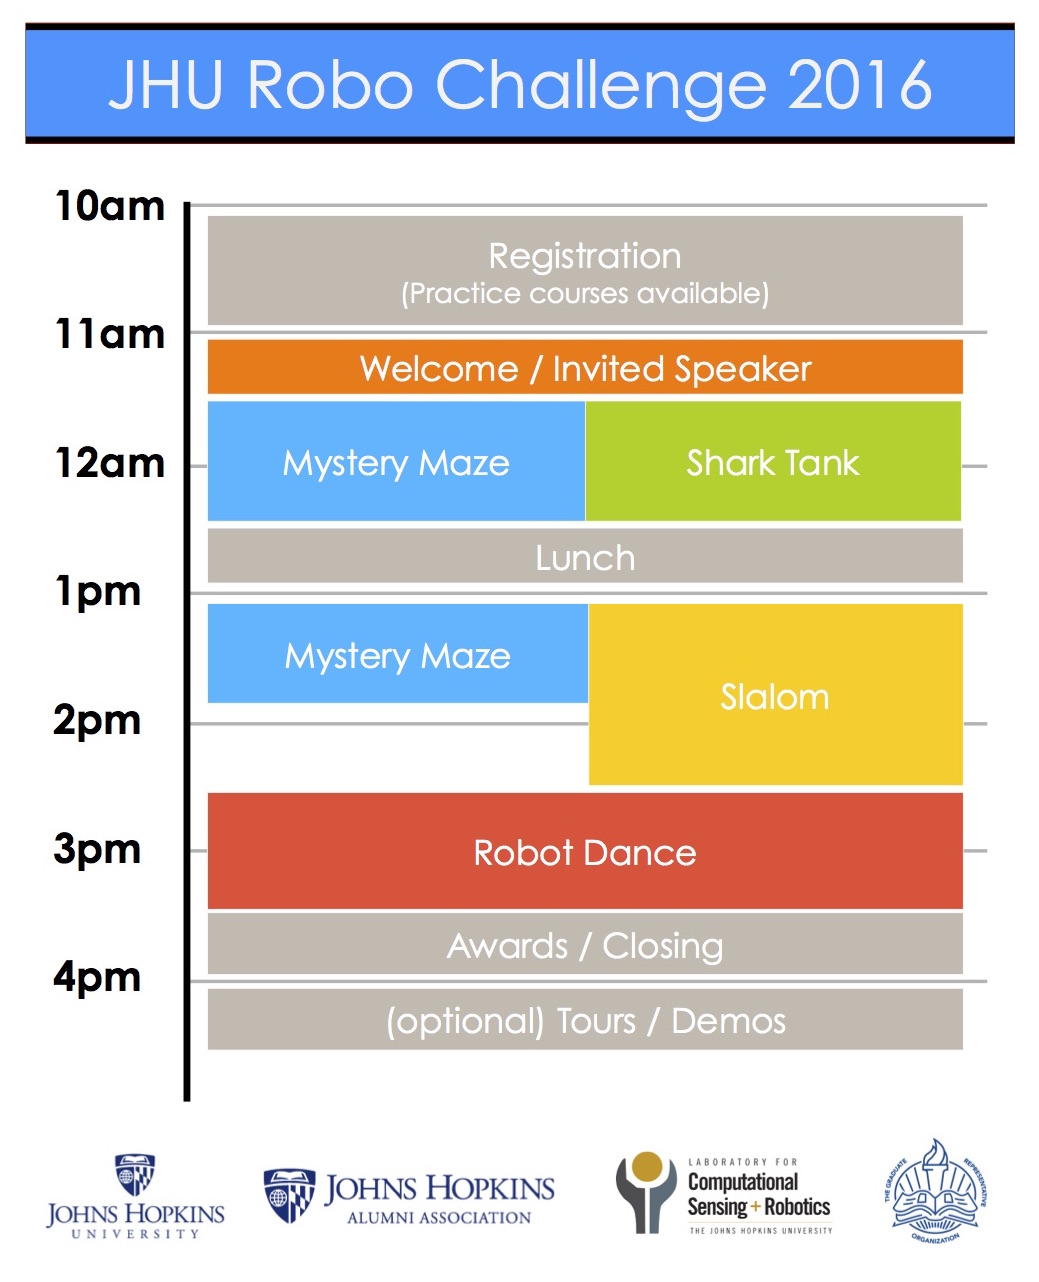 JHU Robo Challenge 2016
10am
Registration
(Practice courses available)
11am
Welcome / Invited Speaker
12am
Mystery Maze
Shark Tank
Lunch
1pm
Mystery Maze
Slalom
2pm
3pm
Robot Dance
Awards / Closing
4pm
(optional) Tours / Demos
JOHNS HOPKINS
UNIVERSITY
JOHNS HOPKINS
ALUMNI ASSOCIATION
LABORATORY FOR
Computational
Sensing + Robotics
THE JOHNS HOPKINS UNIVERSITY
THE GRADUATE
REPRESENTATIVE
ORGANIZATION